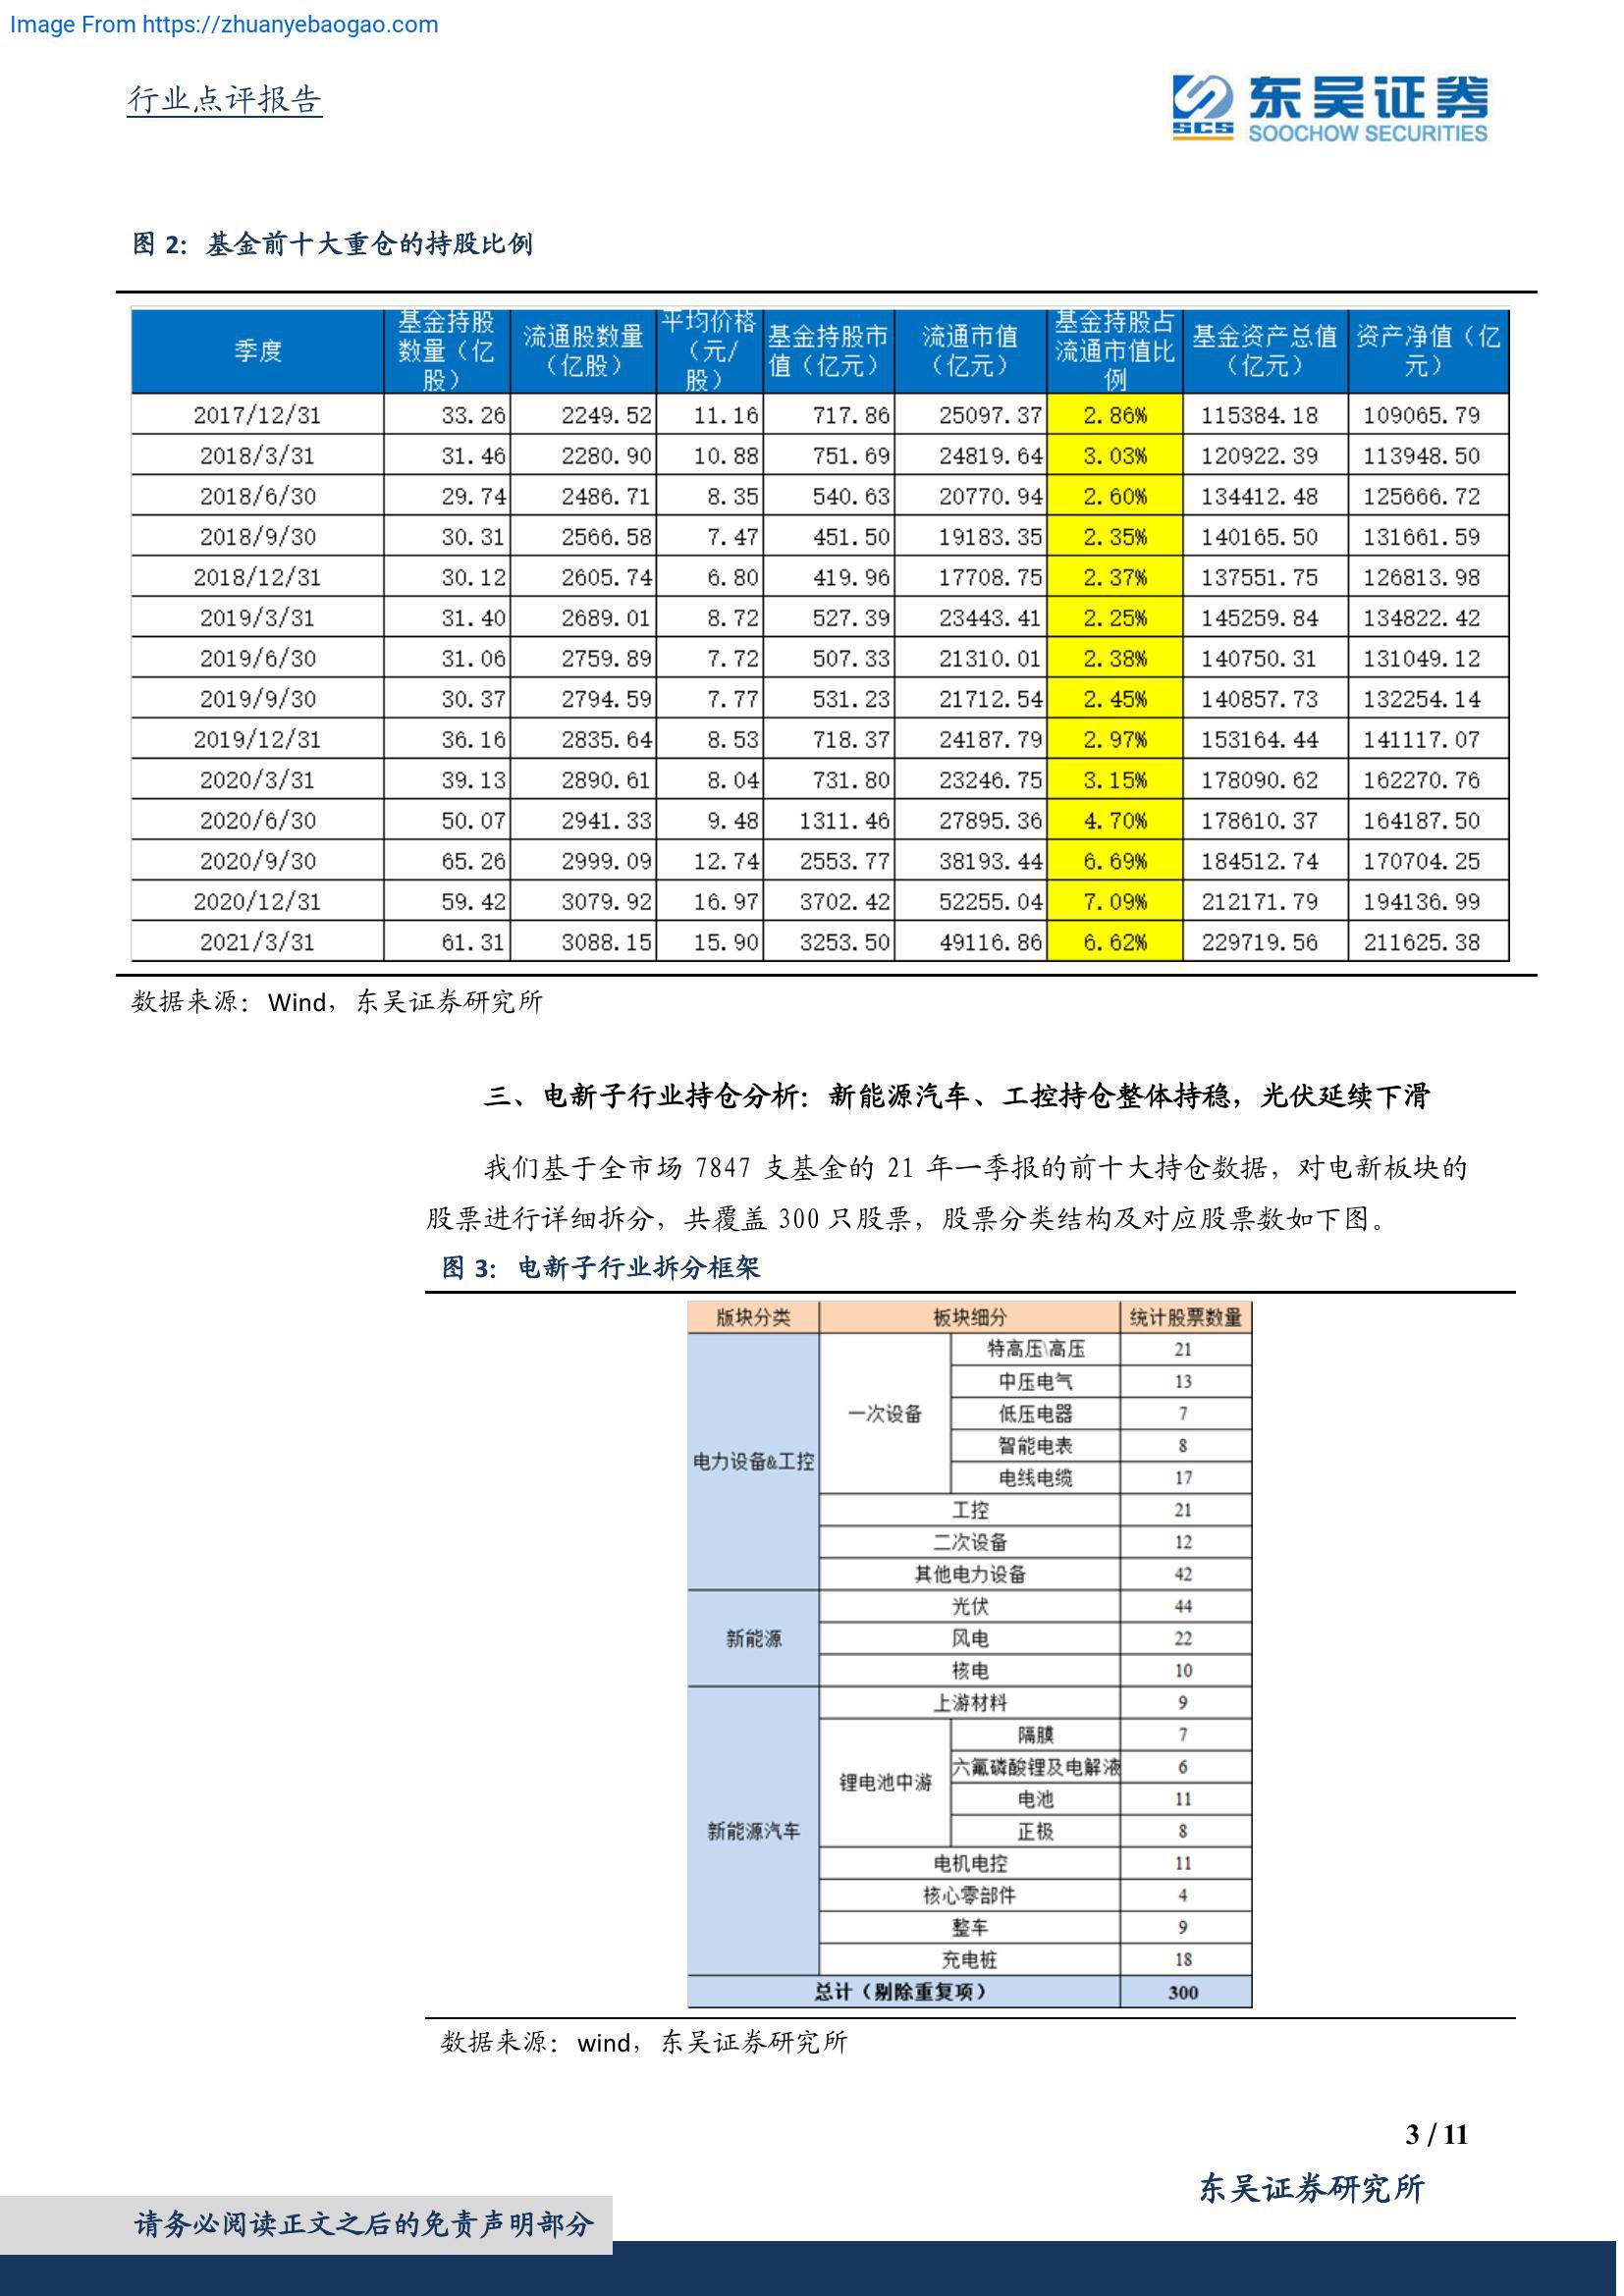 Image From https://zhuanyebaogao.com
行业点评报告
SCS 东吴证券
SOOCHOW SECURITIES
图 2：基金前十大重仓的持股比例
季度 基金持股数量（亿股） 流通股数量（亿股） 平均价格（元/股） 基金持股市值（亿元） 流通市值（亿元） 基金持股占流通市值比例 基金资产总值（亿元） 资产净值（亿元）
2017/12/31 33.26 2249.52 11.16 717.86 25097.37 2.86% 115384.18 109065.79
2018/3/31 31.46 2280.90 10.88 751.69 24819.64 3.03% 120922.39 113948.50
2018/6/30 29.74 2486.71 8.35 540.63 20770.94 2.60% 134412.48 125666.72
2018/9/30 30.31 2566.58 7.47 451.50 19183.35 2.35% 140165.50 131661.59
2018/12/31 30.12 2605.74 6.80 419.96 17708.75 2.37% 137551.75 126813.98
2019/3/31 31.40 2689.01 8.72 527.39 23443.41 2.25% 145259.84 134822.42
2019/6/30 31.06 2759.89 7.72 507.33 21310.01 2.38% 140750.31 131049.12
2019/9/30 30.37 2794.59 7.77 531.23 21712.54 2.45% 140857.73 132254.14
2019/12/31 36.16 2835.64 8.53 718.37 24187.79 2.97% 153164.44 141117.07
2020/3/31 39.13 2890.61 8.04 731.80 23246.75 3.15% 178090.62 162270.76
2020/6/30 50.07 2941.33 9.48 1311.46 27895.36 4.70% 178610.37 164187.50
2020/9/30 65.26 2999.09 12.74 2553.77 38193.44 6.69% 184512.74 170704.25
2020/12/31 59.42 3079.92 16.97 3702.42 52255.04 7.09% 212171.79 194136.99
2021/3/31 61.31 3088.15 15.90 3253.50 49116.86 6.62% 229719.56 211625.38
数据来源：Wind，东吴证券研究所
三、电新子行业持仓分析：新能源汽车、工控持仓整体持稳，光伏延续下滑
我们基于全市场 7847 支基金的 21 年一季报的前十大持仓数据，对电新板块的
股票进行详细拆分，共覆盖 300 只股票，股票分类结构及对应股票数如下图。
图 3：电新子行业拆分框架
版块分类 板块细分 统计股票数量
电力设备&工控 一次设备 特高压\高压 21
中压电气 13
低压电器 7
智能电表 8
电线电缆 17
工控 21
二次设备 12
其他电力设备 42
新能源 光伏 44
风电 22
核电 10
新能源汽车 上游材料 9
锂电池中游 隔膜 7
六氟磷酸锂及电解液 6
电池 11
正极 8
电机电控 11
核心零部件 4
整车 9
充电桩 18
总计（剔除重复项） 300
数据来源：wind，东吴证券研究所
3 / 11
东吴证券研究所
请务必阅读正文之后的免责声明部分